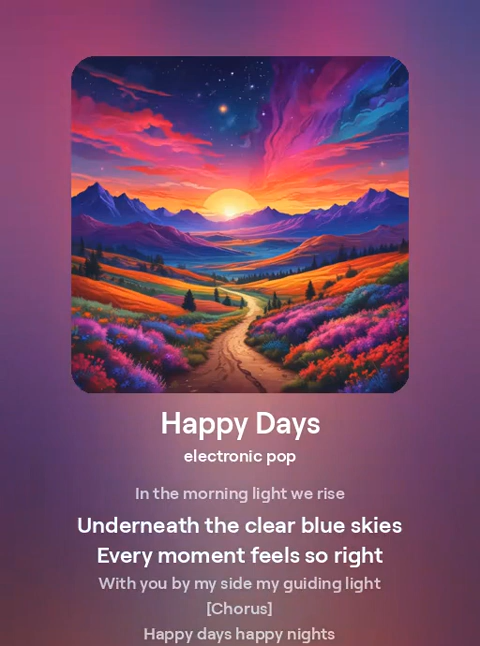 Happy Days
electronic pop
In the morning light we rise
Underneath the clear blue skies
Every moment feels so right
With you by my side my guiding light
[Chorus]
Happy days happy nights